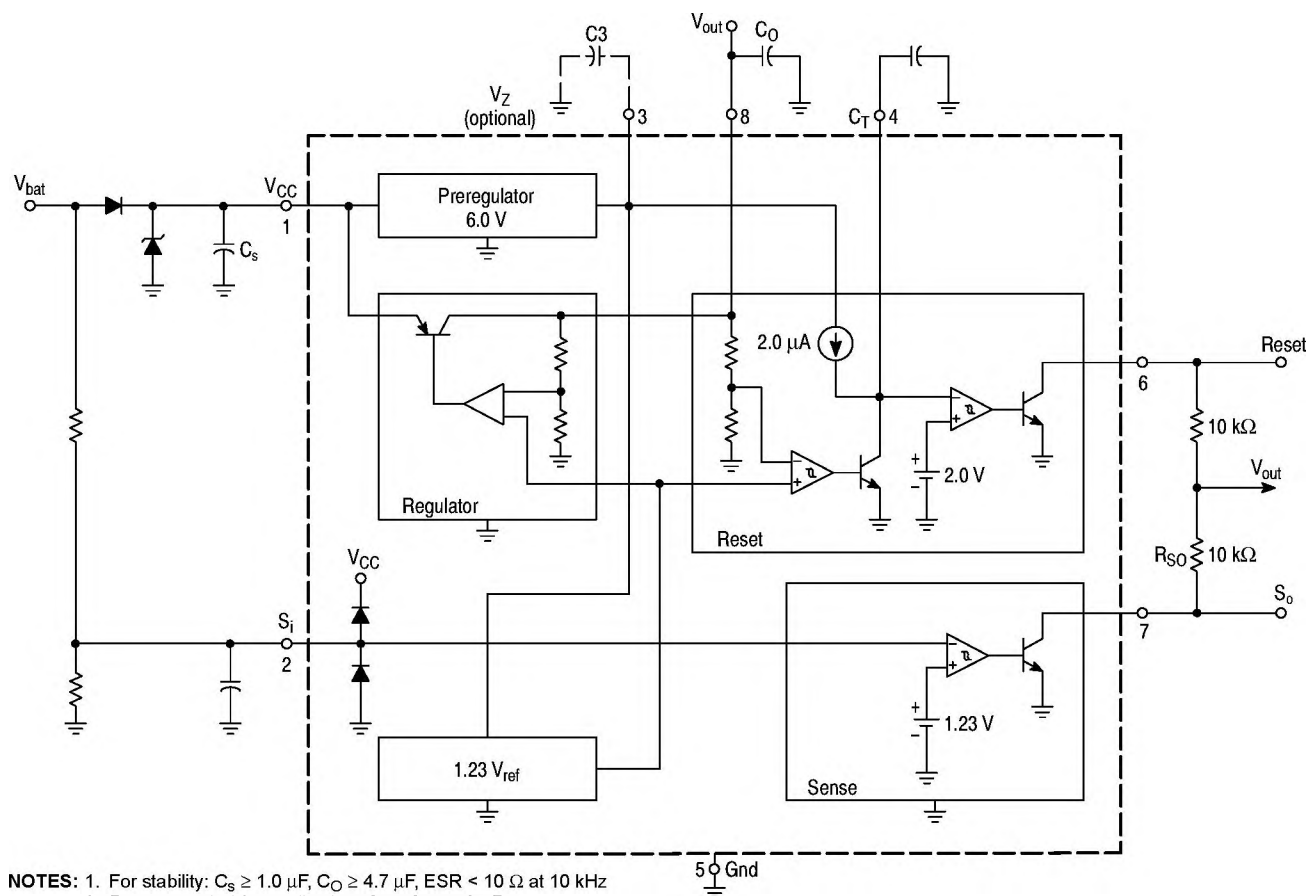 C3
V_out
C_O
V_Z
(optional)
3
8
C_T
4
V_bat
V_CC
1
Preregulator
6.0 V
C_s
2.0 µA
Reset
6
10 kΩ
2.0 V
V_out
Regulator
Reset
R_SO
10 kΩ
V_CC
S_i
2
S_o
7
1.23 V
1.23 V_ref
Sense
5
Gnd
NOTES: 1. For stability: C_s ≥ 1.0 µF, C_O ≥ 4.7 µF, ESR < 10 Ω at 10 kHz